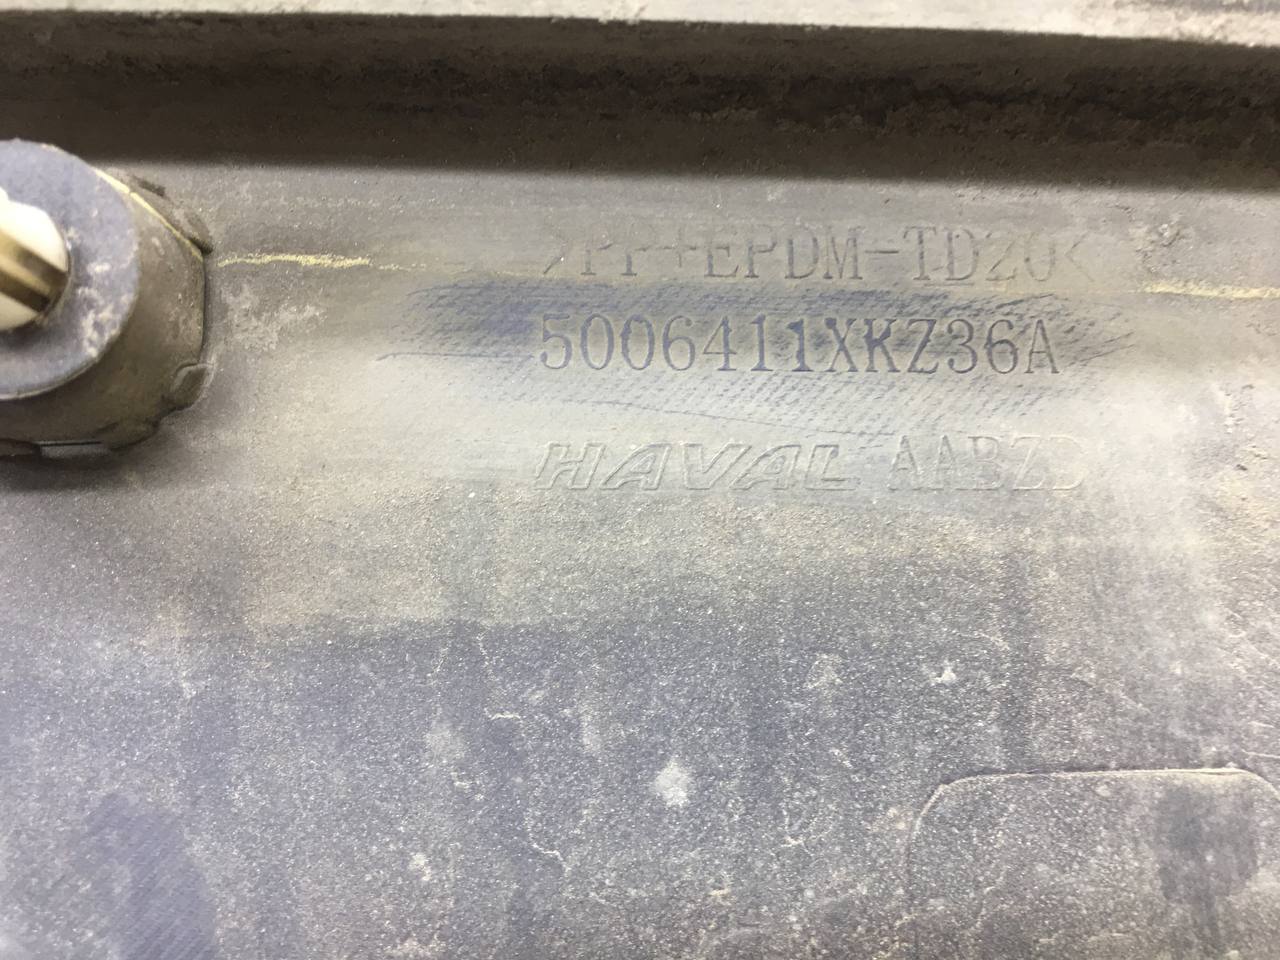 >PP+EPDM-TD20<
5006411XKZ36A
HAVAL AABZD